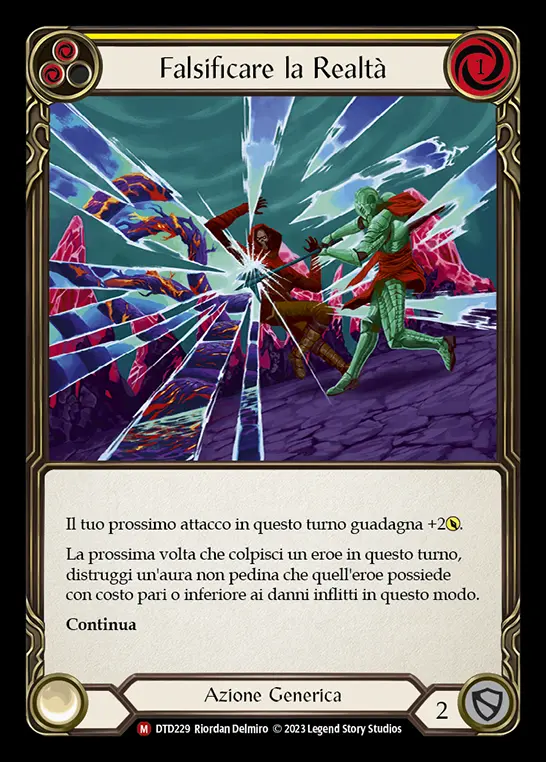 Falsificare la Realtà
1
Il tuo prossimo attacco in questo turno guadagna +2.
La prossima volta che colpisci un eroe in questo turno,
distruggi un'aura non pedina che quell'eroe possiede
con costo pari o inferiore ai danni inflitti in questo modo.
Continua
Azione Generica
2
M DTD229 Riordan Delmiro © 2023 Legend Story Studios